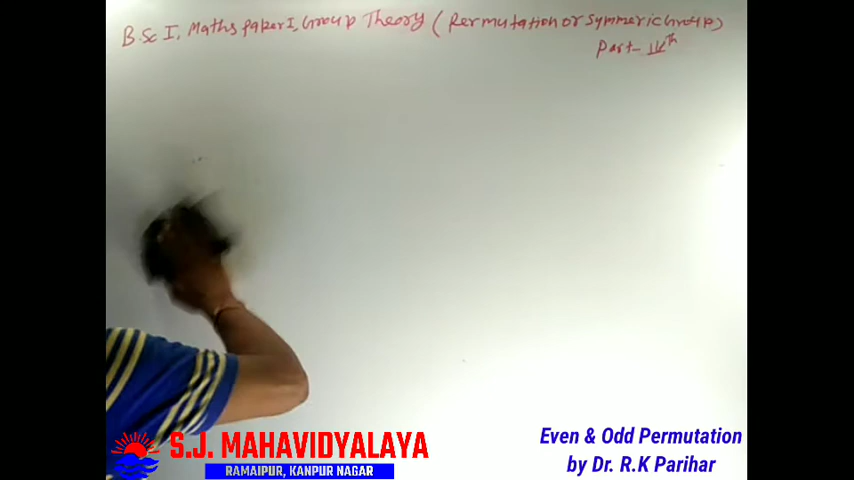 B.Sc I, Maths Paper I, Group Theory ( Permutation or Symmeric Group )
Part- IVth
S.J. MAHAVIDYALAYA
RAMAIPUR, KANPUR NAGAR
Even & Odd Permutation
by Dr. R.K Parihar